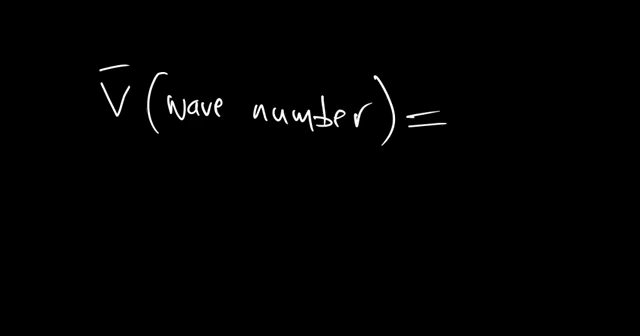 V̅ (wave number) =